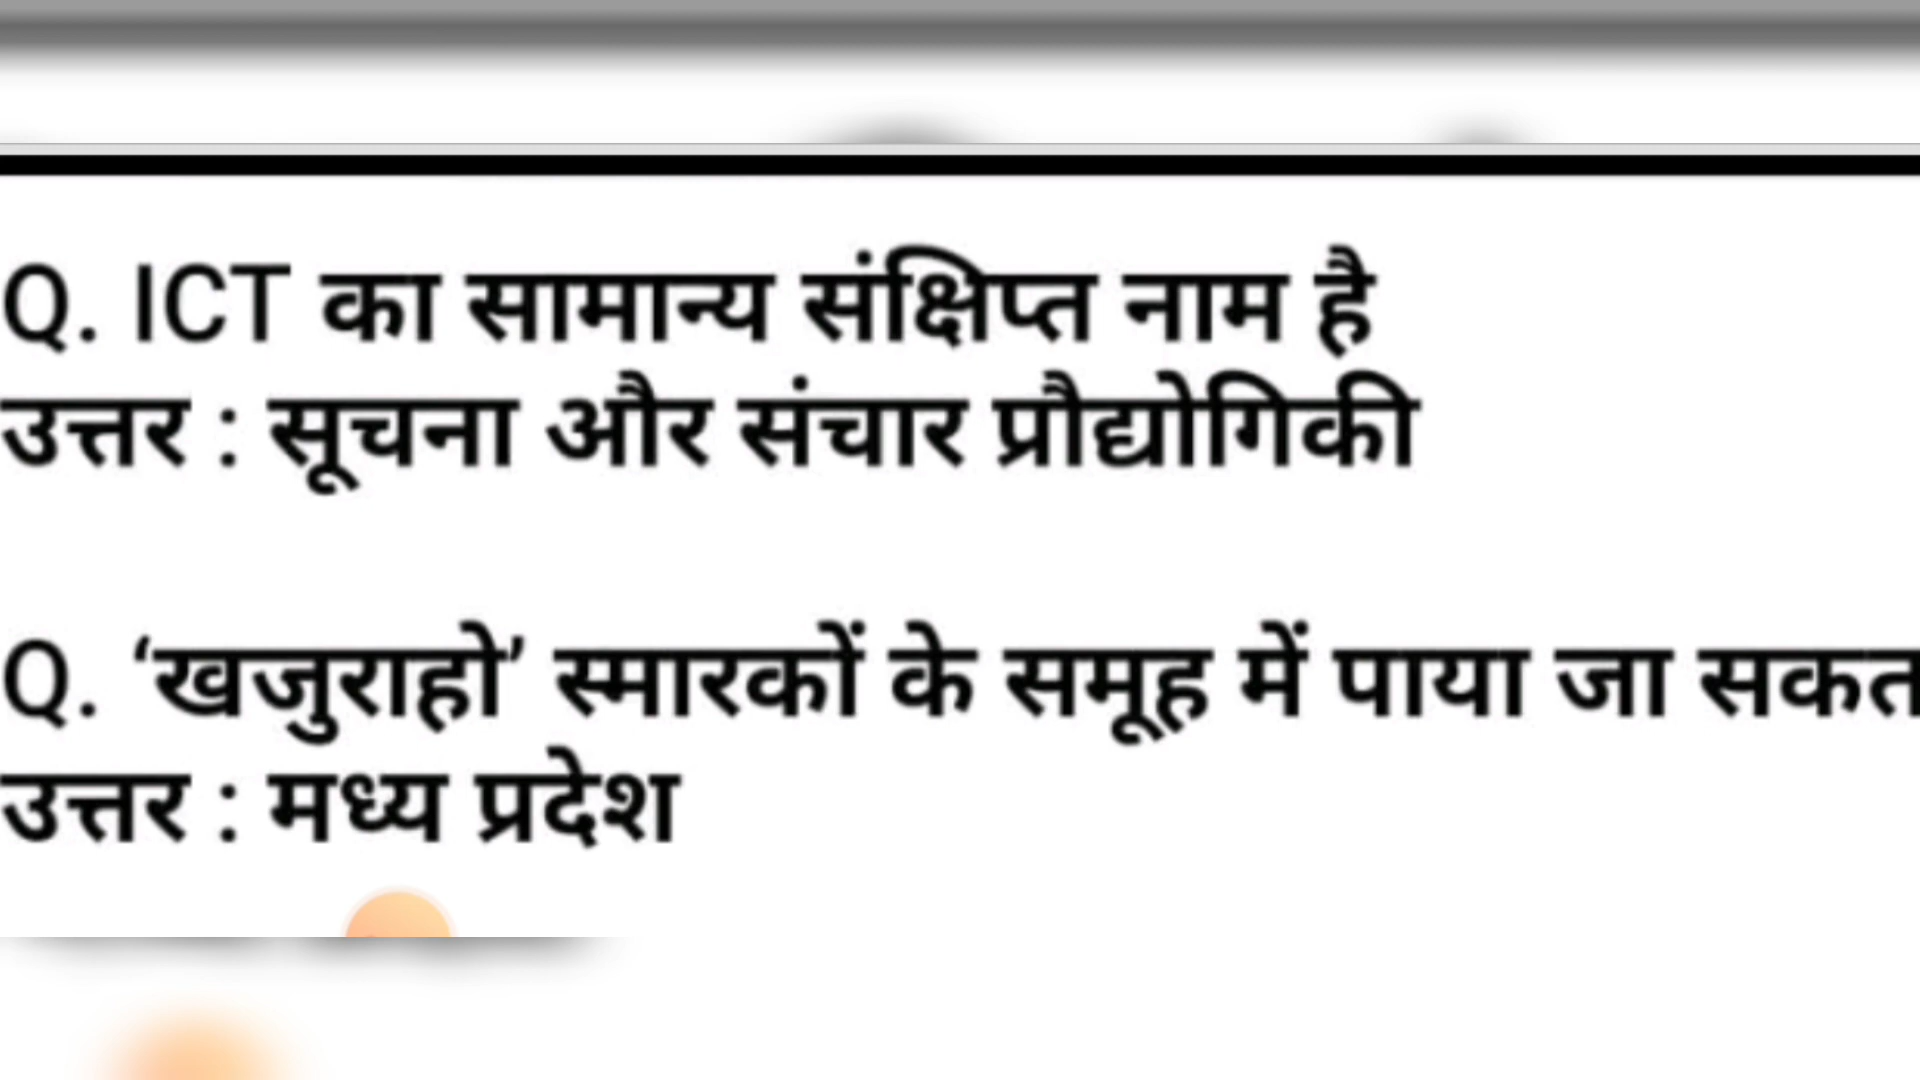 Q. ICT का सामान्य संक्षिप्त नाम है
उत्तर : सूचना और संचार प्रौद्योगिकी
Q. ‘खजुराहो’ स्मारकों के समूह में पाया जा सकत
उत्तर : मध्य प्रदेश